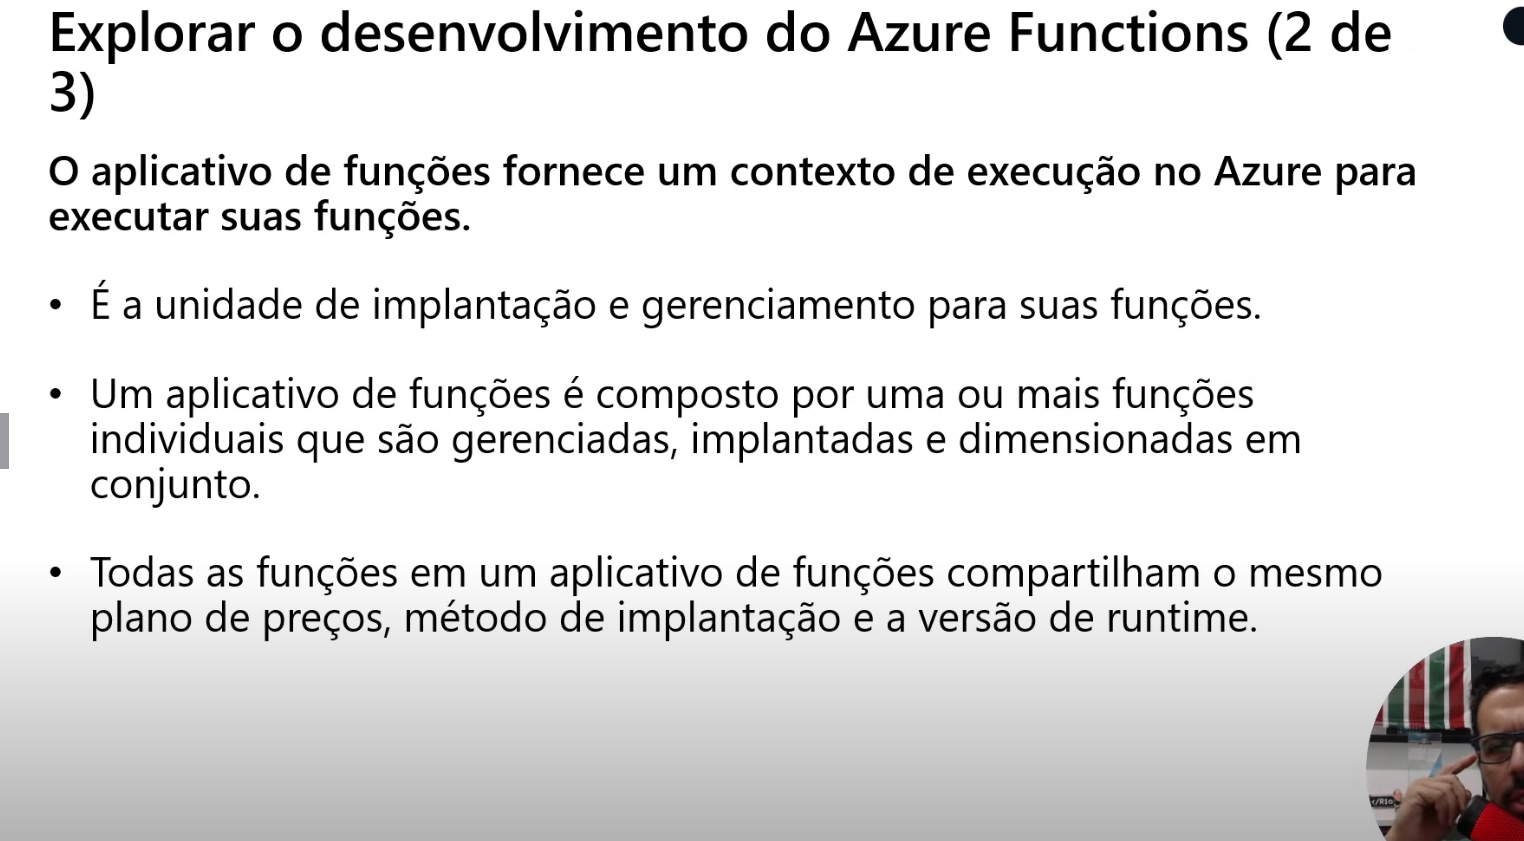 Explorar o desenvolvimento do Azure Functions (2 de
3)
O aplicativo de funções fornece um contexto de execução no Azure para
executar suas funções.
• É a unidade de implantação e gerenciamento para suas funções.
• Um aplicativo de funções é composto por uma ou mais funções
individuais que são gerenciadas, implantadas e dimensionadas em
conjunto.
• Todas as funções em um aplicativo de funções compartilham o mesmo
plano de preços, método de implantação e a versão de runtime.